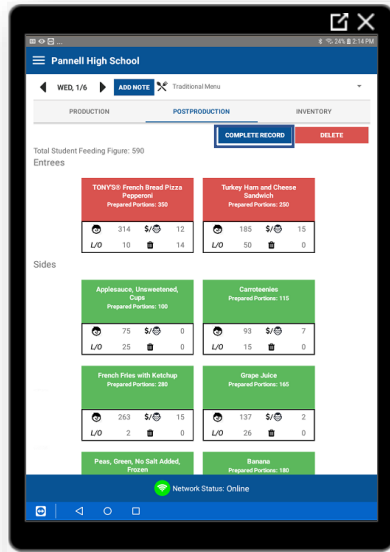 24% 2:14 PM
Pannell High School
WED, 1/6 ADD NOTE Traditional Menu
PRODUCTION POSTPRODUCTION INVENTORY
COMPLETE RECORD DELETE
Total Student Feeding Figure: 590
Entrees
TONY'S® French Bread Pizza
Pepperoni
Prepared Portions: 350
314 $/ 12
L/O 10 14
Turkey Ham and Cheese
Sandwich
Prepared Portions: 250
185 $/ 15
L/O 50 0
Sides
Applesauce, Unsweetened,
Cups
Prepared Portions: 100
75 $/ 0
L/O 25 0
Carroteenies
Prepared Portions: 115
93 $/ 7
L/O 15 0
French Fries with Ketchup
Prepared Portions: 280
263 $/ 15
L/O 2 0
Grape Juice
Prepared Portions: 165
137 $/ 2
L/O 26 0
Peas, Green, No Salt Added,
Frozen
Banana
Prepared Portions: 180
Network Status: Online